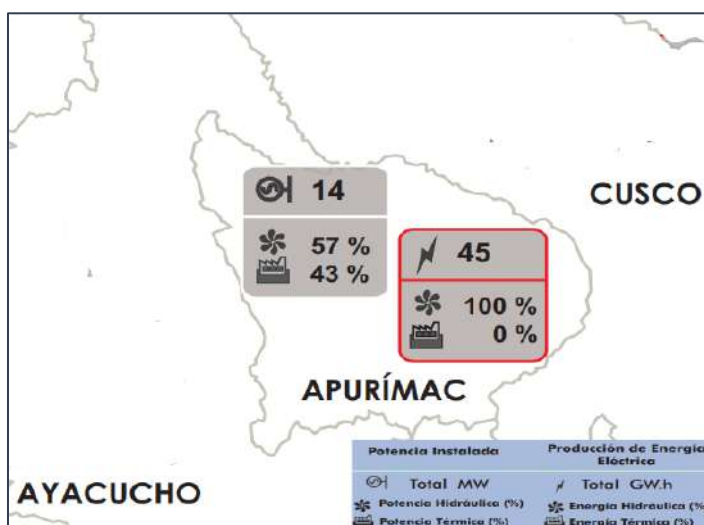 14
57 %
43 %
45
100 %
0 %
CUSCO
APURÍMAC
AYACUCHO
Potencia Instalada
Total MW
Potencia Hidráulica (%)
Potencia Térmica (%)
Producción de Energía
Eléctrica
Total GW.h
Energía Hidráulica (%
Energía Térmica (%)